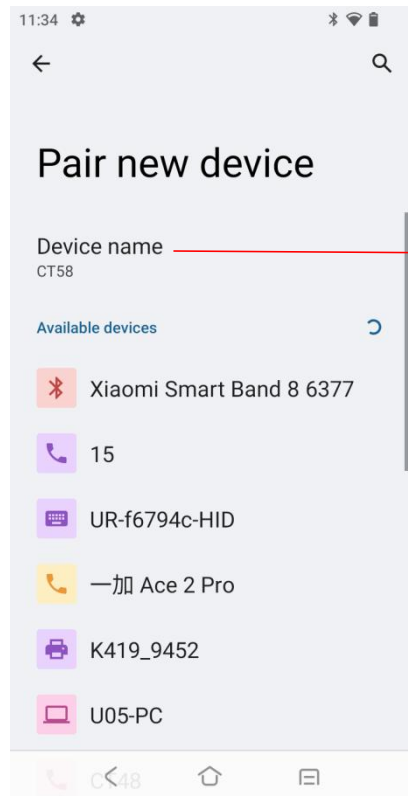 11:34
Pair new device
Device name
CT58
Available devices
Xiaomi Smart Band 8 6377
15
UR-f6794c-HID
一加 Ace 2 Pro
K419_9452
U05-PC
CT48